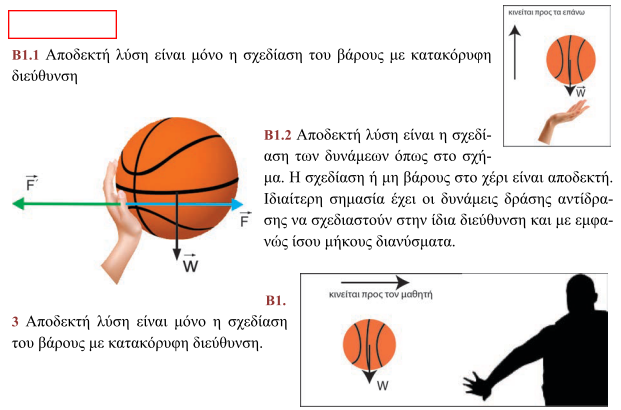 κινείται προς τα επάνω
B1.1 Αποδεκτή λύση είναι μόνο η σχεδίαση του βάρους με κατακόρυφη
διεύθυνση
W
B1.2 Αποδεκτή λύση είναι η σχεδί-
αση των δυνάμεων όπως στο σχή-
μα. Η σχεδίαση ή μη βάρους στο χέρι είναι αποδεκτή.
Ιδιαίτερη σημασία έχει οι δυνάμεις δράσης αντίδρα-
σης να σχεδιαστούν στην ίδια διεύθυνση και με εμφα-
νώς ίσου μήκους διανύσματα.
F′
F
W
B1.
3 Αποδεκτή λύση είναι μόνο η σχεδίαση
του βάρους με κατακόρυφη διεύθυνση.
κινείται προς τον μαθητή
W